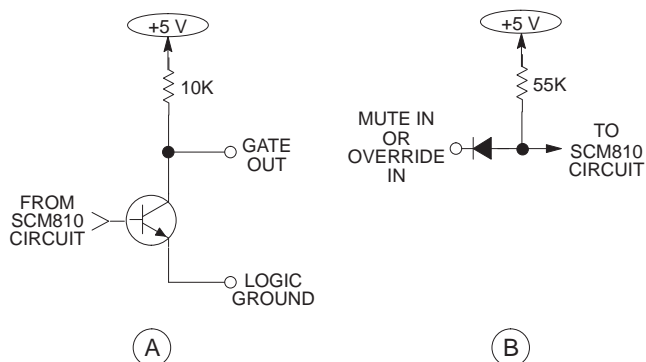 +5 V
10K
GATE
OUT
FROM
SCM810
CIRCUIT
LOGIC
GROUND
A
+5 V
55K
MUTE IN
OR
OVERRIDE
IN
TO
SCM810
CIRCUIT
B